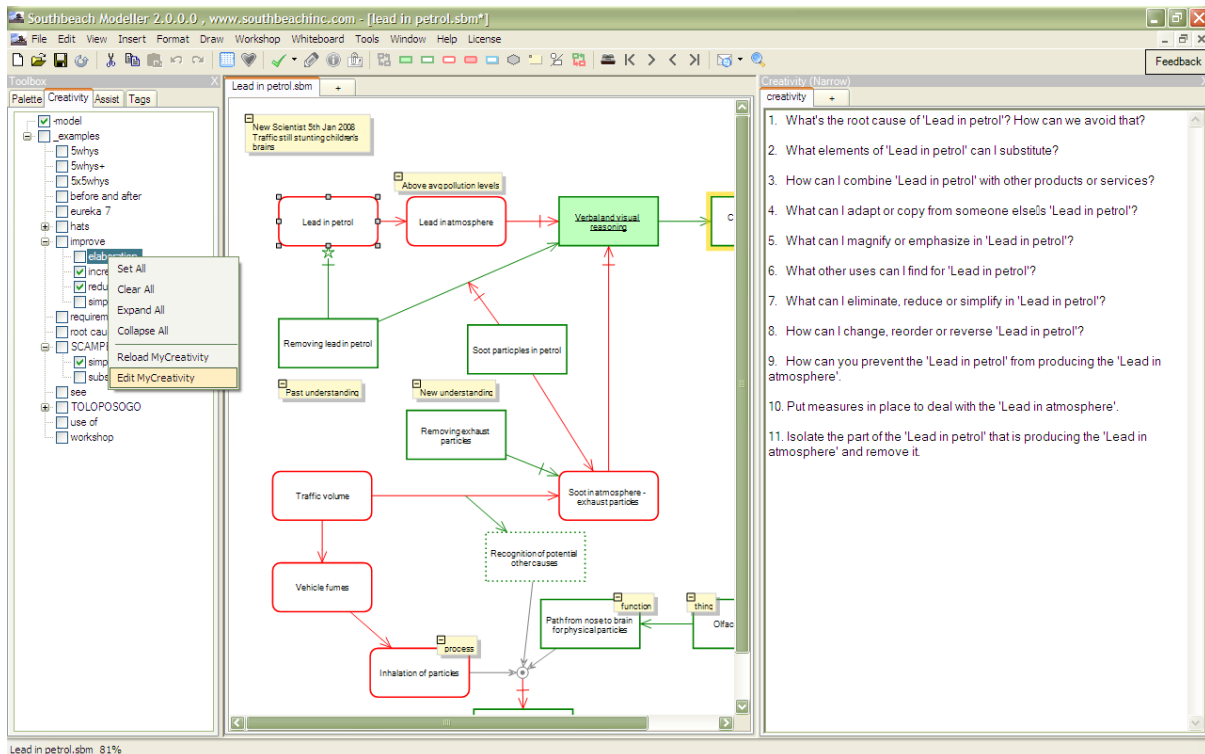 Southbeach Modeller 2.0.0.0 , www.southbeachinc.com - [lead in petrol.sbm*]
File Edit View Insert Format Draw Workshop Whiteboard Tools Window Help License
Feedback
Toolbox X
Palette Creativity Assist Tags
-model
_examples
5whys
5whys+
5x5whys
before and after
eureka 7
hats
improve
elaboration
incre
redu
simp
requirem
root cau
SCAMPE
simp
subs
see
TOLOPOSOGO
use of
workshop
Set All
Clear All
Expand All
Collapse All
Reload MyCreativity
Edit MyCreativity
Lead in petrol.sbm +
New Scientist 5th Jan 2008
Traffic still stunting children's
brains
Above avg pollution levels
Lead in petrol
Lead in atmosphere
Verbal and visual
reasoning
C
Removing lead in petrol
Soot participles in petrol
Past understanding
New understanding
Removing exhaust
particles
Traffic volume
Soot in atmosphere -
exhaust particles
Recognition of potential
other causes
Vehicle fumes
function
thing
Path from nose to brain
for physical particles
Olfac
process
Inhalation of particles
Creativity (Narrow)
creativity +
1. What's the root cause of 'Lead in petrol'? How can we avoid that?
2. What elements of 'Lead in petrol' can I substitute?
3. How can I combine 'Lead in petrol' with other products or services?
4. What can I adapt or copy from someone else▯s 'Lead in petrol'?
5. What can I magnify or emphasize in 'Lead in petrol'?
6. What other uses can I find for 'Lead in petrol'?
7. What can I eliminate, reduce or simplify in 'Lead in petrol'?
8. How can I change, reorder or reverse 'Lead in petrol'?
9. How can you prevent the 'Lead in petrol' from producing the 'Lead in
atmosphere'.
10. Put measures in place to deal with the 'Lead in atmosphere'.
11. Isolate the part of the 'Lead in petrol' that is producing the 'Lead in
atmosphere' and remove it.
Lead in petrol.sbm 81%